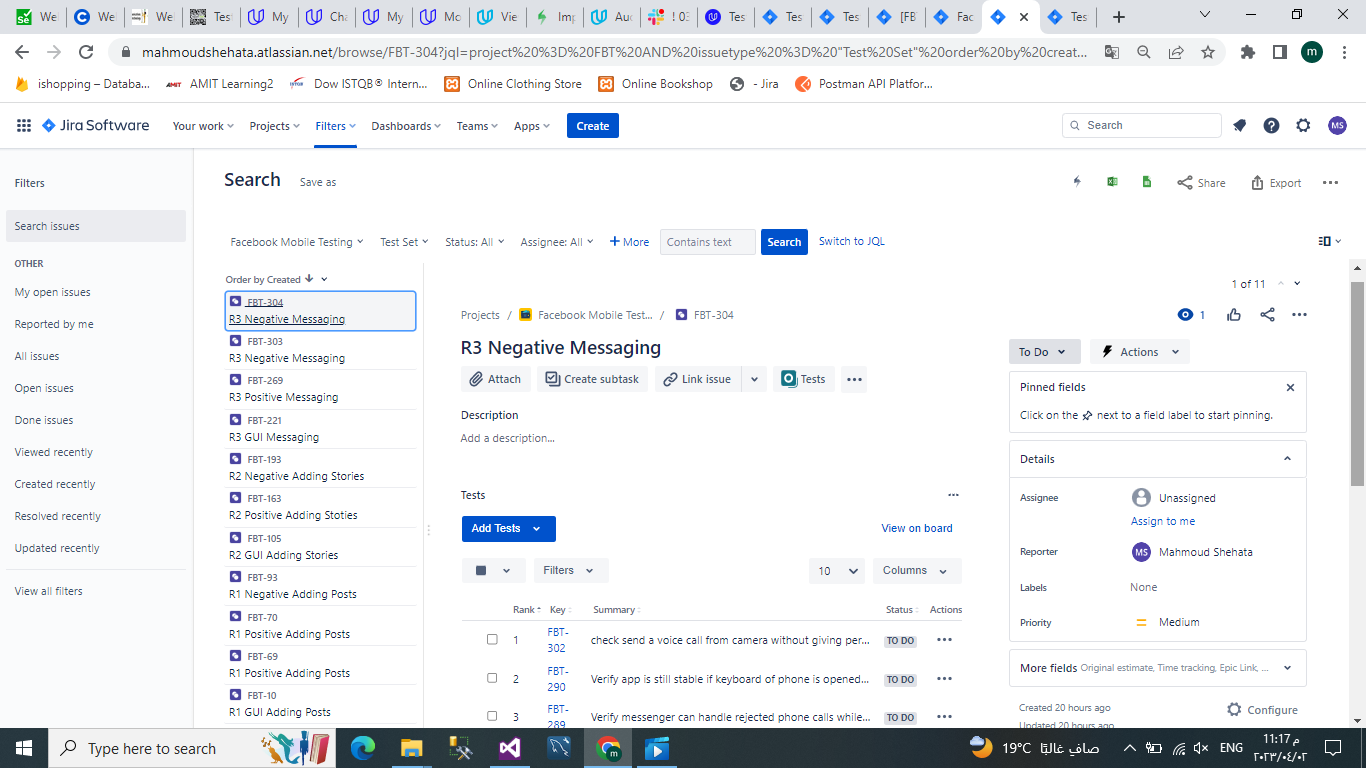 We
We
We
Test
My
Cha
My
Mo
Vie
Imp
Auc
! 03
Tes
Tes
Tes
[FB
Fac
Tes
mahmoudshehata.atlassian.net/browse/FBT-304?jql=project%20%3D%20FBT%20AND%20issuetype%20%3D%20"Test%20Set"%20order%20by%20creat...
m
ishopping – Databa...
AMIT Learning2
Dow ISTQB® Intern...
Online Clothing Store
Online Bookshop
- Jira
Postman API Platfor...
Jira Software
Your work
Projects
Filters
Dashboards
Teams
Apps
Create
Search
MS
Filters
Search issues
OTHER
My open issues
Reported by me
All issues
Open issues
Done issues
Viewed recently
Created recently
Resolved recently
Updated recently
View all filters
Search
Save as
Share
Export
Facebook Mobile Testing
Test Set
Status: All
Assignee: All
+ More
Contains text
Search
Switch to JQL
Order by Created
FBT-304
R3 Negative Messaging
FBT-303
R3 Negative Messaging
FBT-269
R3 Positive Messaging
FBT-221
R3 GUI Messaging
FBT-193
R2 Negative Adding Stories
FBT-163
R2 Positive Adding Stoties
FBT-105
R2 GUI Adding Stories
FBT-93
R1 Negative Adding Posts
FBT-70
R1 Positive Adding Posts
FBT-69
R1 Positive Adding Posts
FBT-10
R1 GUI Adding Posts
1 of 11
Projects / Facebook Mobile Test... / FBT-304
1
R3 Negative Messaging
Attach
Create subtask
Link issue
Tests
Description
Add a description...
Tests
Add Tests
View on board
Filters
10
Columns
Rank Key Summary Status Actions
1 FBT-302 check send a voice call from camera without giving per... TO DO
2 FBT-290 Verify app is still stable if keyboard of phone is opened... TO DO
3 FBT-289 Verify messenger can handle rejected phone calls while... TO DO
To Do
Actions
Pinned fields
Click on the next to a field label to start pinning.
Details
Assignee
Unassigned
Assign to me
Reporter
MS Mahmoud Shehata
Labels
None
Priority
Medium
More fields Original estimate, Time tracking, Epic Link, ...
Created 20 hours ago
Updated 20 hours ago
Configure
Type here to search
19°C صاف غالبًا
ENG
11:17 م
٢٠٢٣/٠٤/٠٢